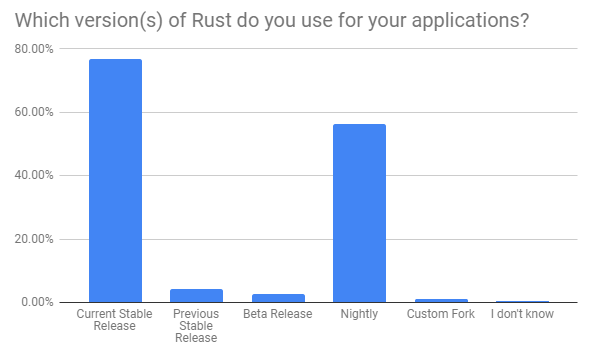 Which version(s) of Rust do you use for your applications?
80.00%
60.00%
40.00%
20.00%
0.00%
Current Stable
Release
Previous
Stable
Release
Beta Release
Nightly
Custom Fork
I don't know